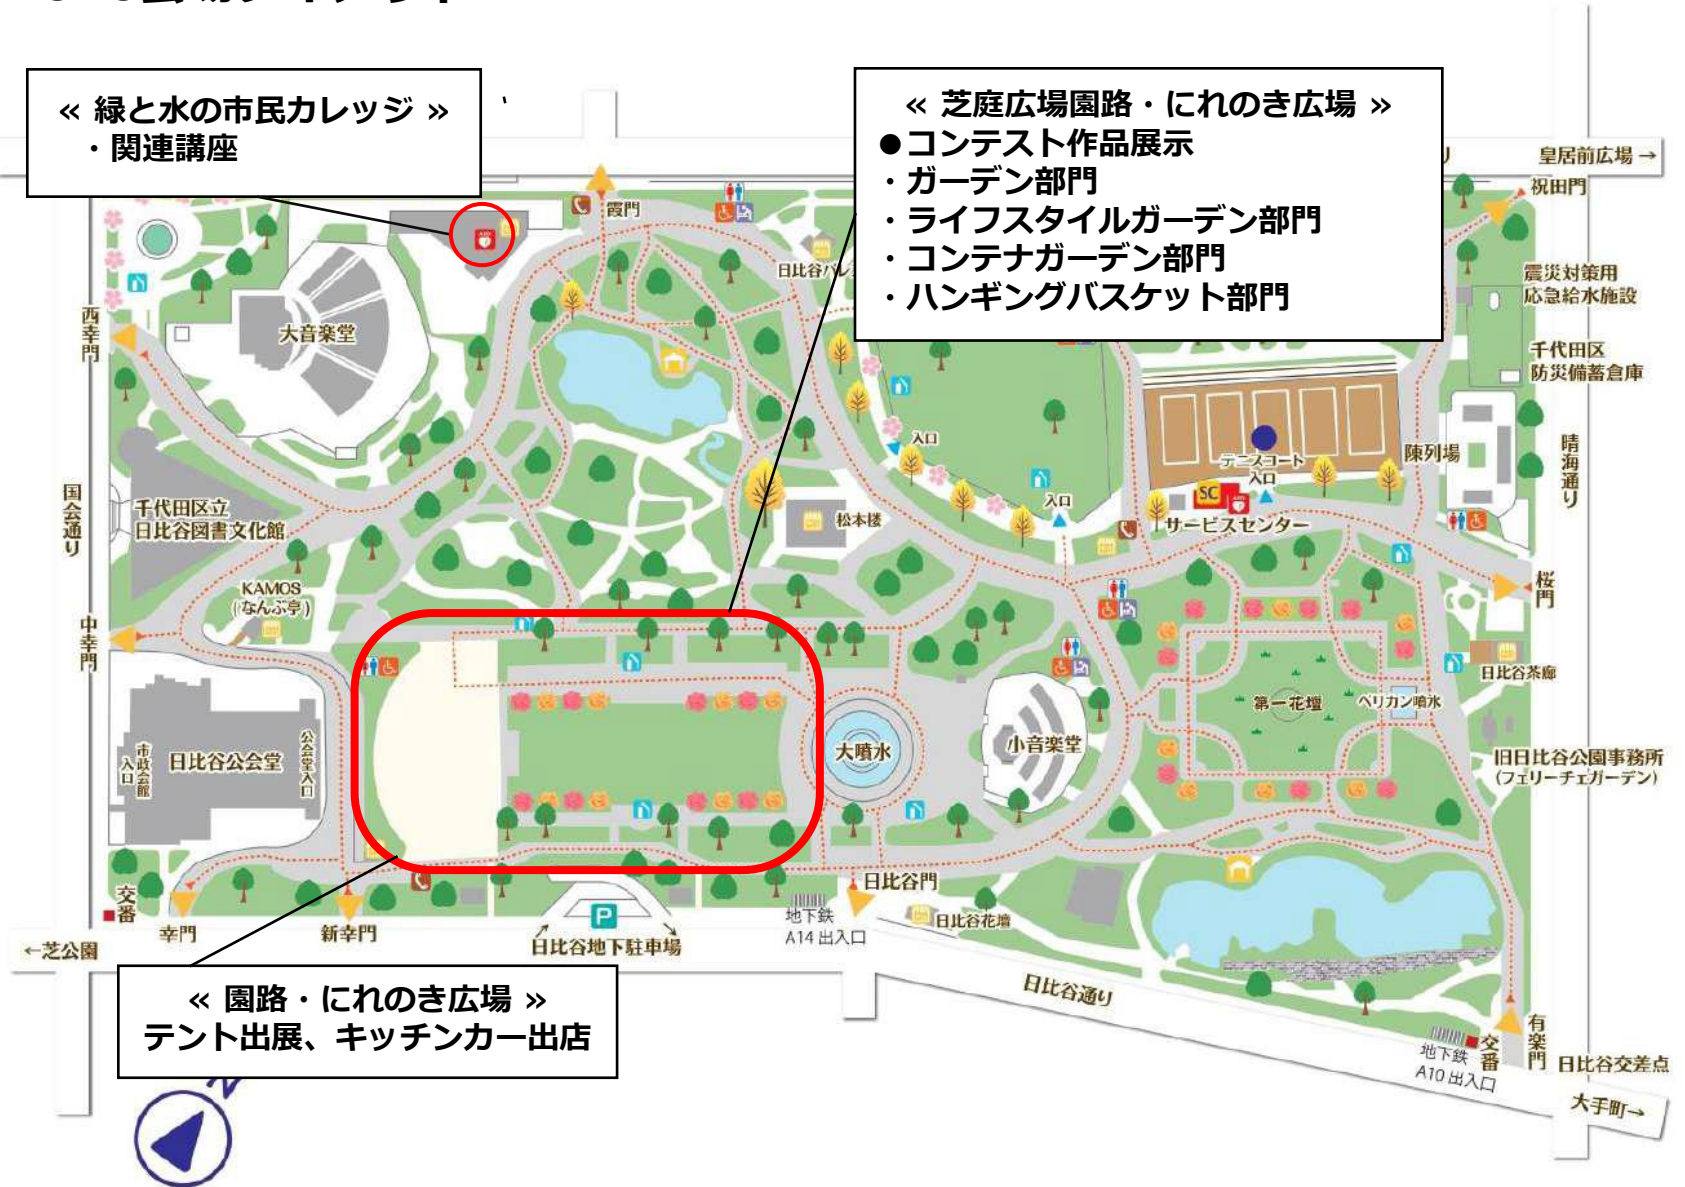 « 緑と水の市民カレッジ »
・関連講座
« 芝庭広場園路・にれのき広場 »
●コンテスト作品展示
・ガーデン部門
・ライフスタイルガーデン部門
・コンテナガーデン部門
・ハンギングバスケット部門
皇居前広場→
祝田門
霞門
日比谷パレ
震災対策用
応急給水施設
西幸門
大音楽堂
千代田区
防災備蓄倉庫
入口
テニスコート
入口
陳列場
晴海通り
国会通り
千代田区立
日比谷図書文化館
松本楼
入口
SC
AED
サービスセンター
桜門
KAMOS
(なんぶ亭)
中幸門
日比谷茶廊
第一花壇
ペリカン噴水
市政会館
入口
日比谷公会堂
公会堂入口
大噴水
小音楽堂
旧日比谷公園事務所
(フェリーチェガーデン)
交番
幸門
新幸門
P
日比谷地下駐車場
日比谷門
地下鉄
A14 出入口
日比谷花壇
←芝公園
« 園路・にれのき広場 »
テント出展、キッチンカー出店
日比谷通り
有楽門
交番
地下鉄
A10 出入口
日比谷交差点
大手町→